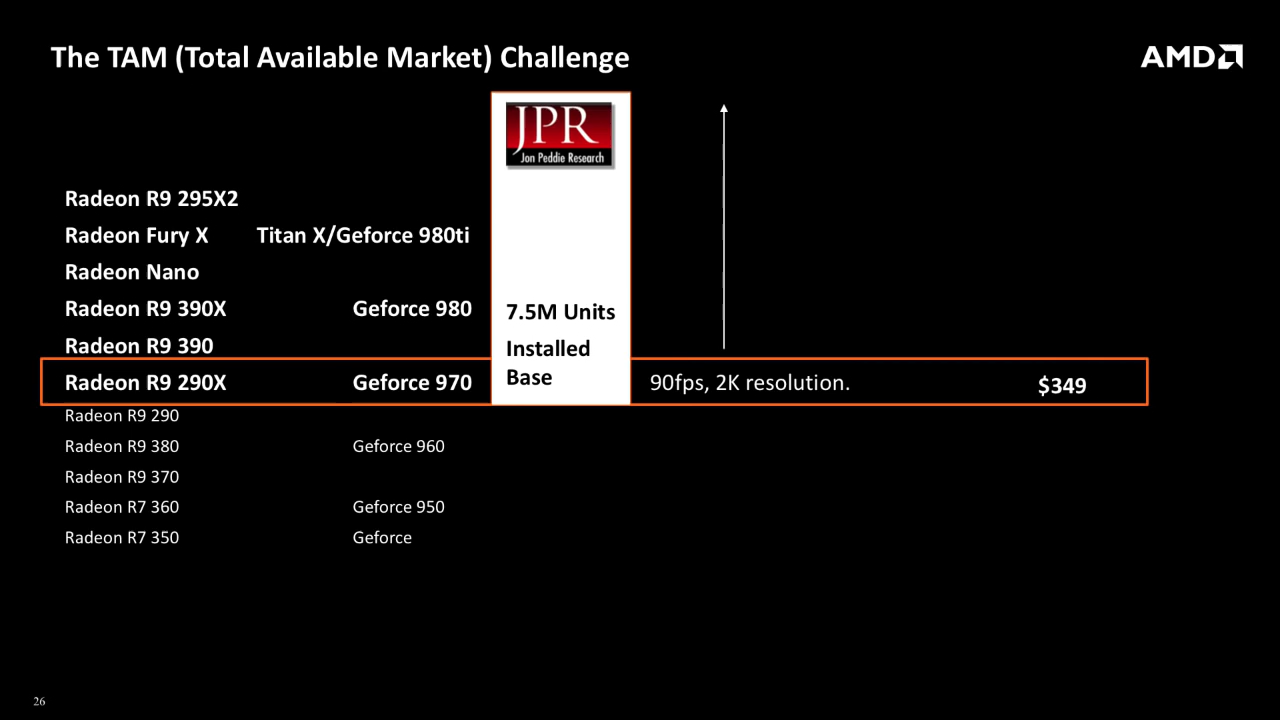 The TAM (Total Available Market) Challenge
AMD
JPR
Jon Peddie Research
Radeon R9 295X2
Radeon Fury X Titan X/Geforce 980ti
Radeon Nano
Radeon R9 390X Geforce 980 7.5M Units
Radeon R9 390 Installed
Radeon R9 290X Geforce 970 Base 90fps, 2K resolution. $349
Radeon R9 290
Radeon R9 380 Geforce 960
Radeon R9 370
Radeon R7 360 Geforce 950
Radeon R7 350 Geforce
26